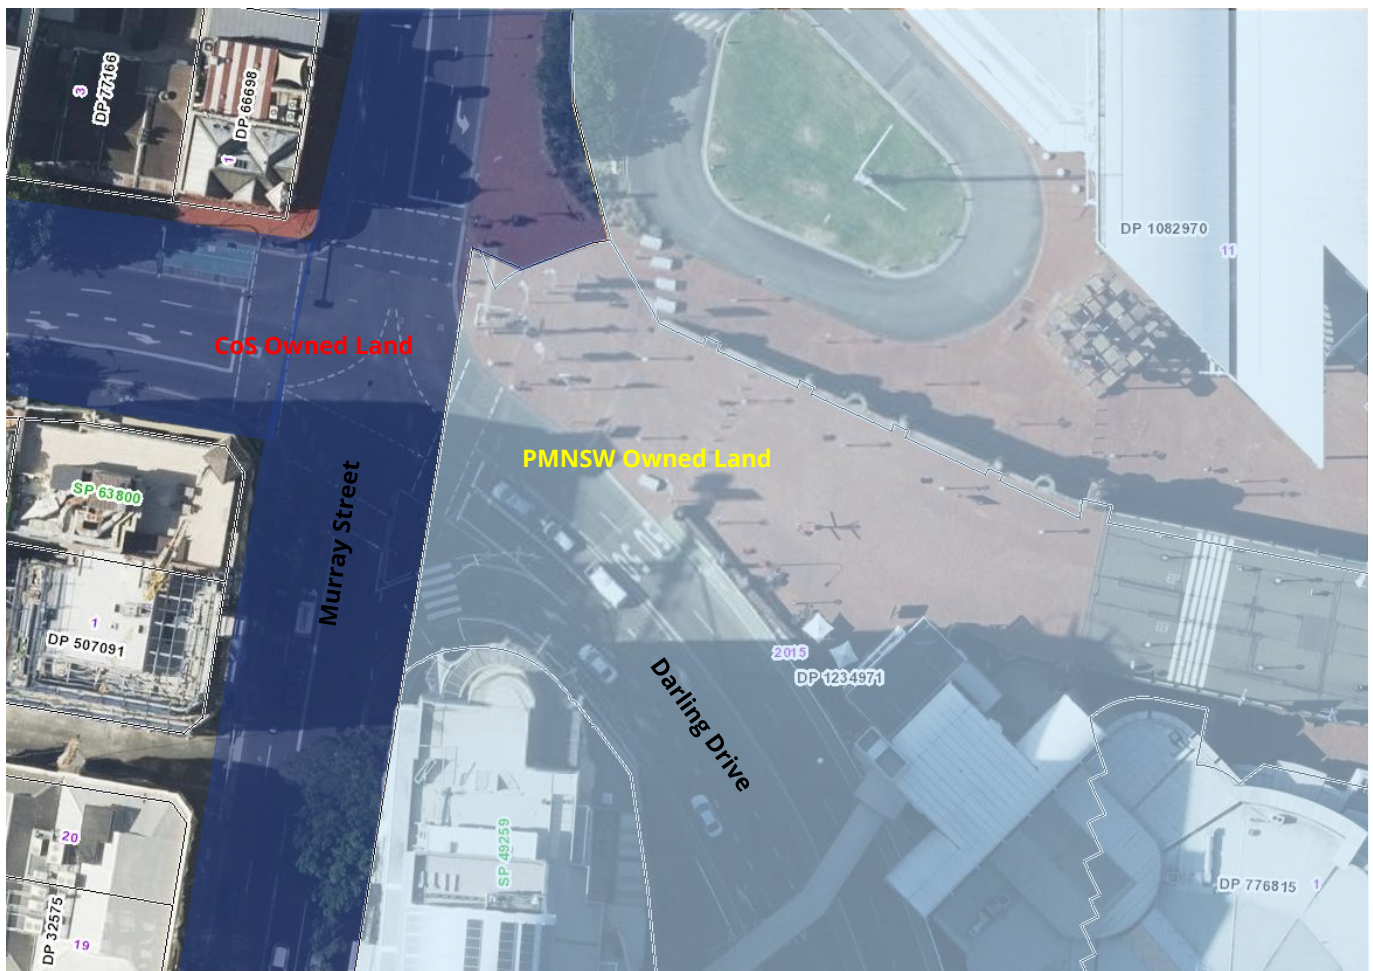 3
DP 77166
1
DP 66698
DP 1082970
11
CoS Owned Land
PMNSW Owned Land
SP 63800
Murray Street
50
1
DP 507091
2015
DP 1234971
Darling Drive
20
SP 49259
DP 776815 1
DP 32575
19